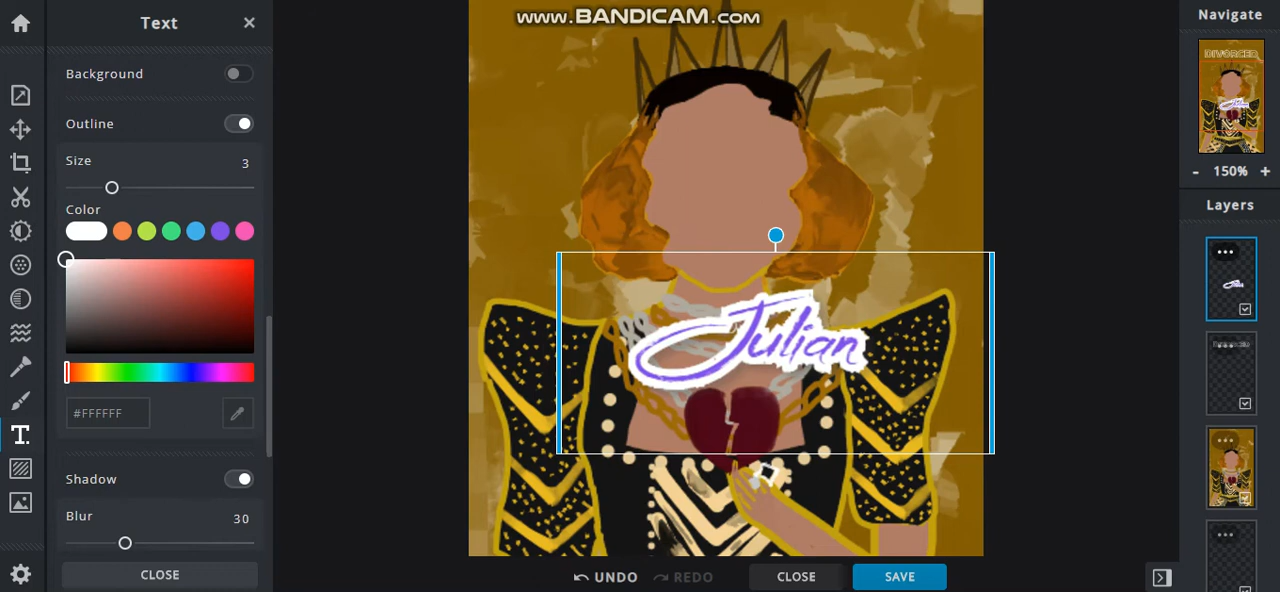 www.BANDICAM.com
Text
Background
Outline
Size 3
Color
#FFFFFF
Shadow
Blur 30
CLOSE
Julian
UNDO
REDO
CLOSE
SAVE
Navigate
DIVORCED
- 150% +
Layers